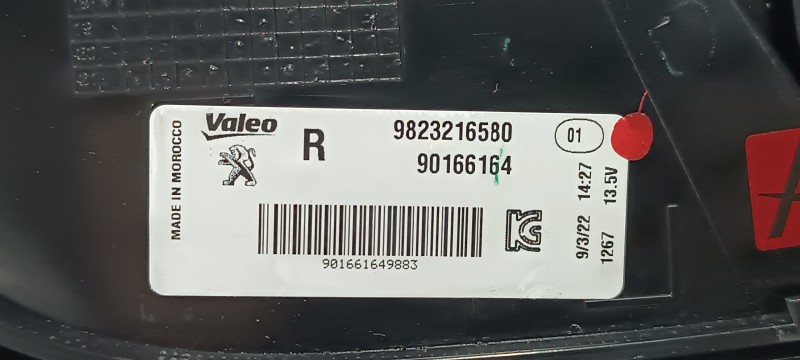 MADE IN MOROCCO
Valeo
R
9823216580
90166164
01
901661649883
9/3/22 14:27
1267 13.5V